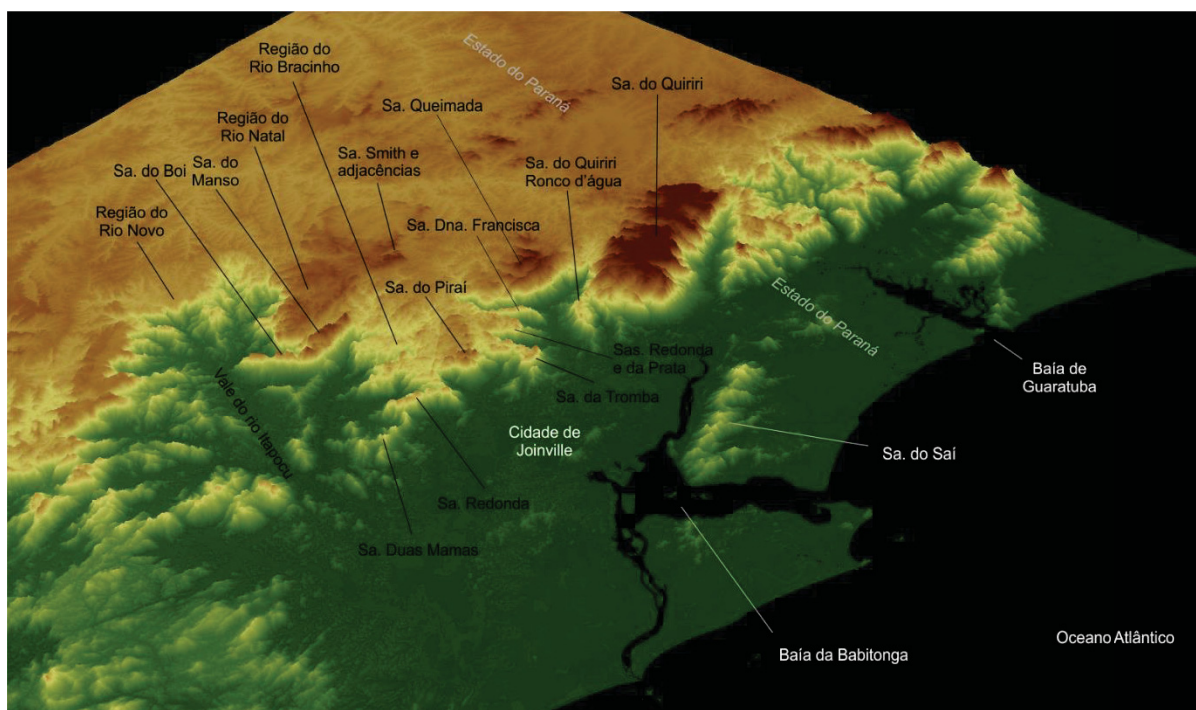 Estado do Paraná
Região do
Rio Bracinho
Sa. do Quiriri
Sa. Queimada
Região do
Rio Natal
Sa. Smith e
adjacências
Sa. do Quiriri
Ronco d'água
Sa. do Boi
Sa. do
Manso
Região do
Rio Novo
Sa. Dna. Francisca
Sa. do Piraí
Estado do Paraná
Sas. Redonda
e da Prata
Baía de
Guaratuba
Sa. da Tromba
Vale do rio Itapocu
Cidade de
Joinville
Sa. do Saí
Sa. Redonda
Sa. Duas Mamas
Baía da Babitonga
Oceano Atlântico